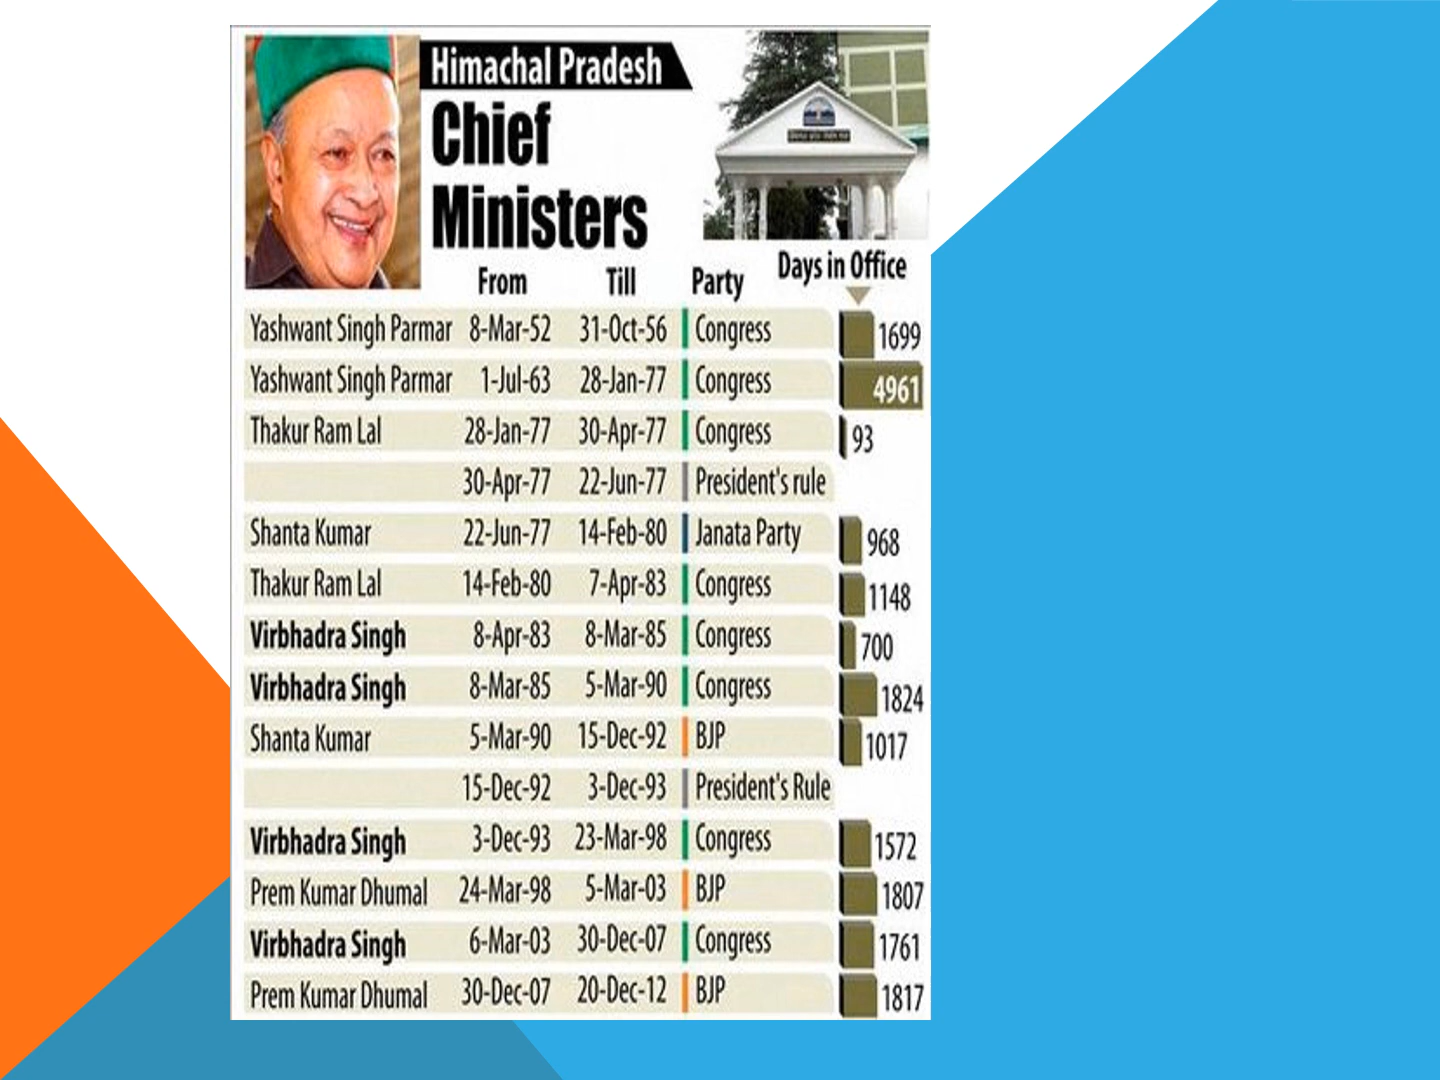 Himachal Pradesh
Chief
Ministers
From Till Party Days in Office
Yashwant Singh Parmar 8-Mar-52 31-Oct-56 Congress 1699
Yashwant Singh Parmar 1-Jul-63 28-Jan-77 Congress 4961
Thakur Ram Lal 28-Jan-77 30-Apr-77 Congress 93
30-Apr-77 22-Jun-77 President's rule
Shanta Kumar 22-Jun-77 14-Feb-80 Janata Party 968
Thakur Ram Lal 14-Feb-80 7-Apr-83 Congress 1148
Virbhadra Singh 8-Apr-83 8-Mar-85 Congress 700
Virbhadra Singh 8-Mar-85 5-Mar-90 Congress 1824
Shanta Kumar 5-Mar-90 15-Dec-92 BJP 1017
15-Dec-92 3-Dec-93 President's Rule
Virbhadra Singh 3-Dec-93 23-Mar-98 Congress 1572
Prem Kumar Dhumal 24-Mar-98 5-Mar-03 BJP 1807
Virbhadra Singh 6-Mar-03 30-Dec-07 Congress 1761
Prem Kumar Dhumal 30-Dec-07 20-Dec-12 BJP 1817